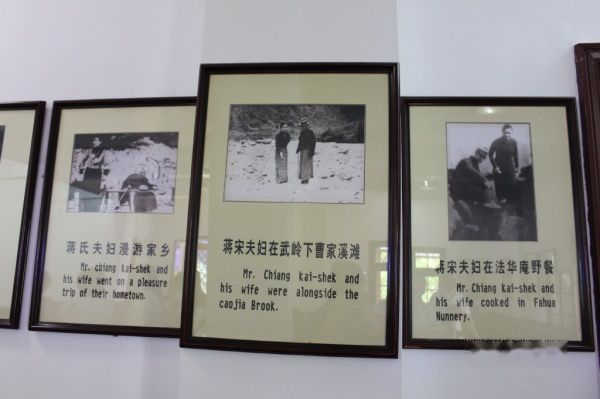 蒋氏夫妇漫游家乡
Mr. chiang kai-shek and
his wife went on a pleasure
trip of their hometown.
蒋宋夫妇在武岭下曹家溪滩
Mr. Chiang kai-shek and
his wife were alongside the
caojia Brook.
蒋宋夫妇在法华庵野餐
Mr. Chiang kai-shek and
his wife cooked in Fahua
Nunnery.